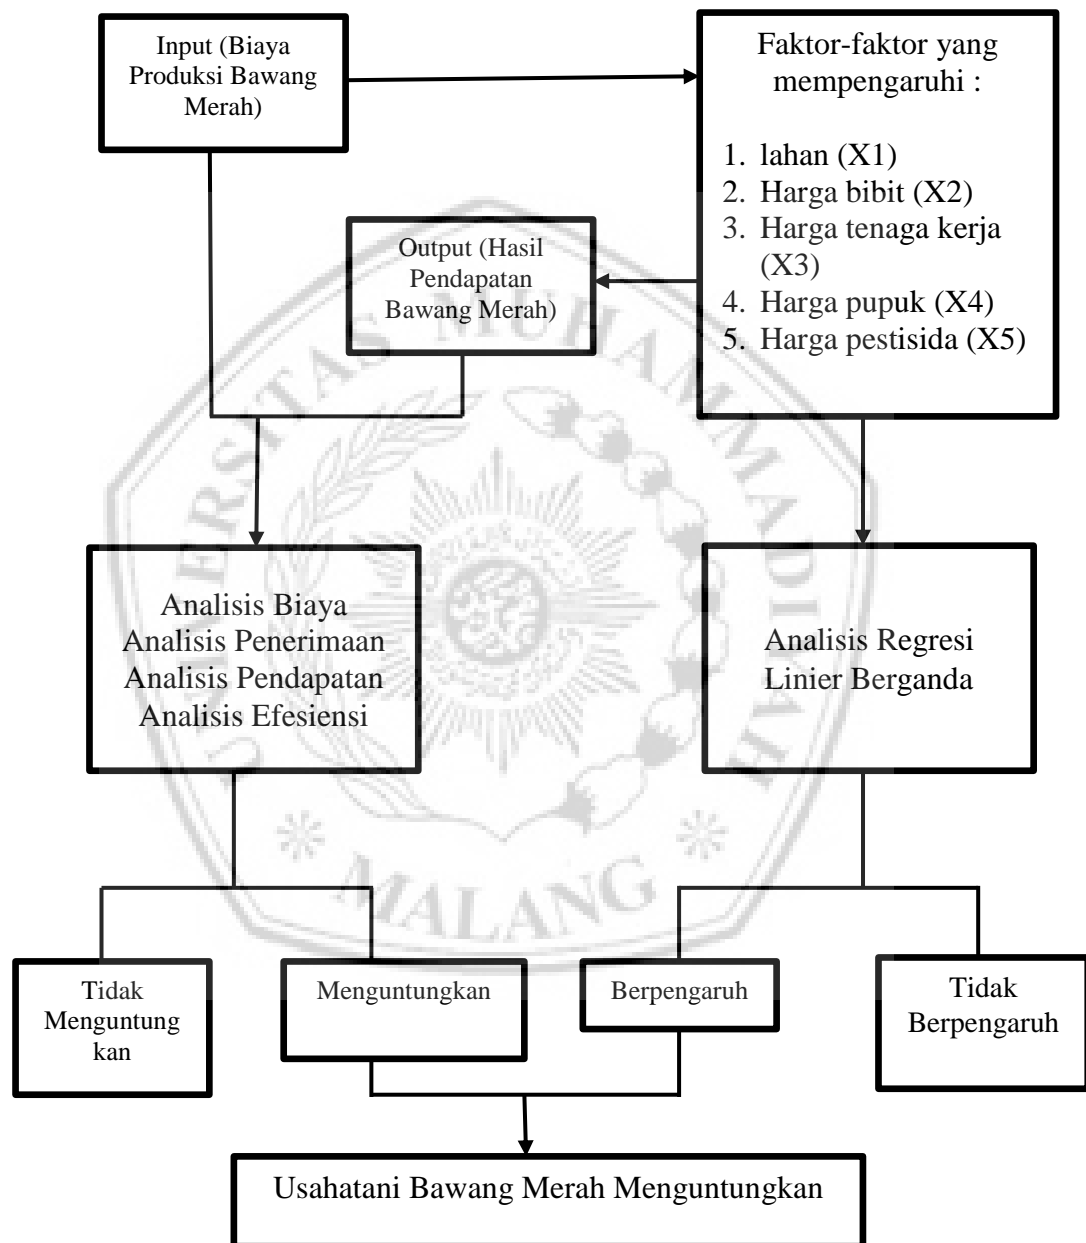 Input (Biaya
Produksi Bawang
Merah)
Faktor-faktor yang
mempengaruhi :
1. lahan (X1)
2. Harga bibit (X2)
3. Harga tenaga kerja
(X3)
4. Harga pupuk (X4)
5. Harga pestisida (X5)
Output (Hasil
Pendapatan
Bawang Merah)
Analisis Biaya
Analisis Penerimaan
Analisis Pendapatan
Analisis Efesiensi
Analisis Regresi
Linier Berganda
Tidak
Menguntung
kan
Menguntungkan
Berpengaruh
Tidak
Berpengaruh
Usahatani Bawang Merah Menguntungkan
UNIVERSITAS MUHAMMADIYAH
MALANG